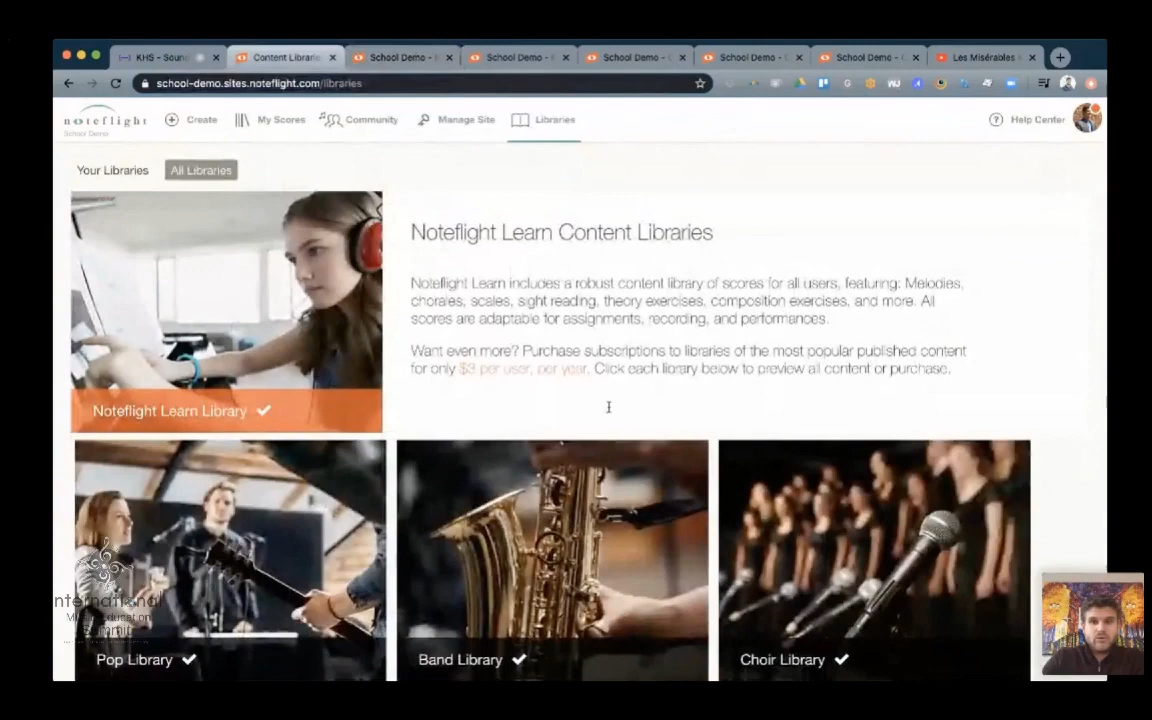 KHS - Soun
Content Librarie
School Demo -
School Demo -
School Demo -
School Demo -
School Demo -
Les Misérables
school-demo.sites.noteflight.com/libraries
noteflight
School Demo
Create
My Scores
Community
Manage Site
Libraries
? Help Center
Your Libraries
All Libraries
Noteflight Learn Content Libraries
Noteflight Learn includes a robust content library of scores for all users, featuring: Melodies,
chorales, scales, sight reading, theory exercises, composition exercises, and more. All
scores are adaptable for assignments, recording, and performances.
Want even more? Purchase subscriptions to libraries of the most popular published content
for only $3 per user, per year. Click each library below to preview all content or purchase.
Noteflight Learn Library
International
Music Education
Summit
Pop Library
Band Library
Choir Library